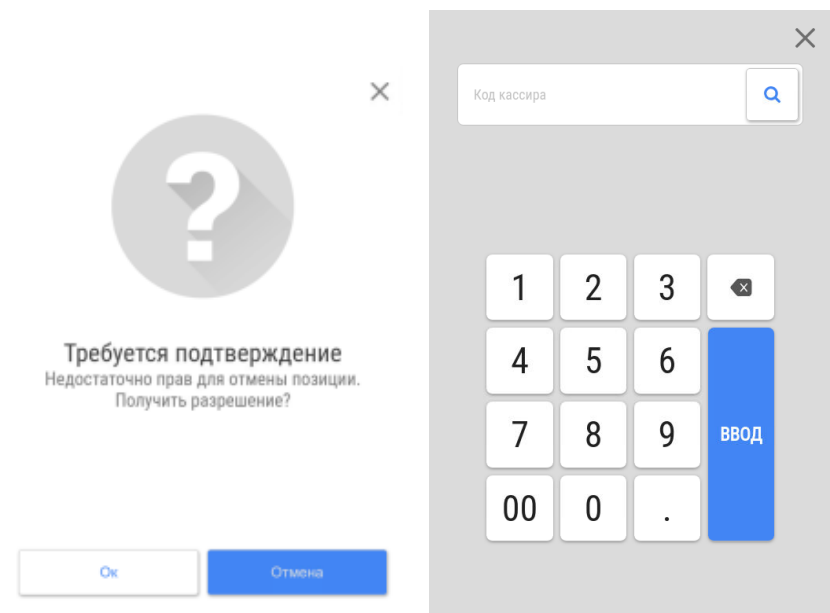 Требуется подтверждение
Недостаточно прав для отмены позиции.
Получить разрешение?
Ок
Отмена
Код кассира
1 2 3
4 5 6
7 8 9
ВВОД
00 0 .